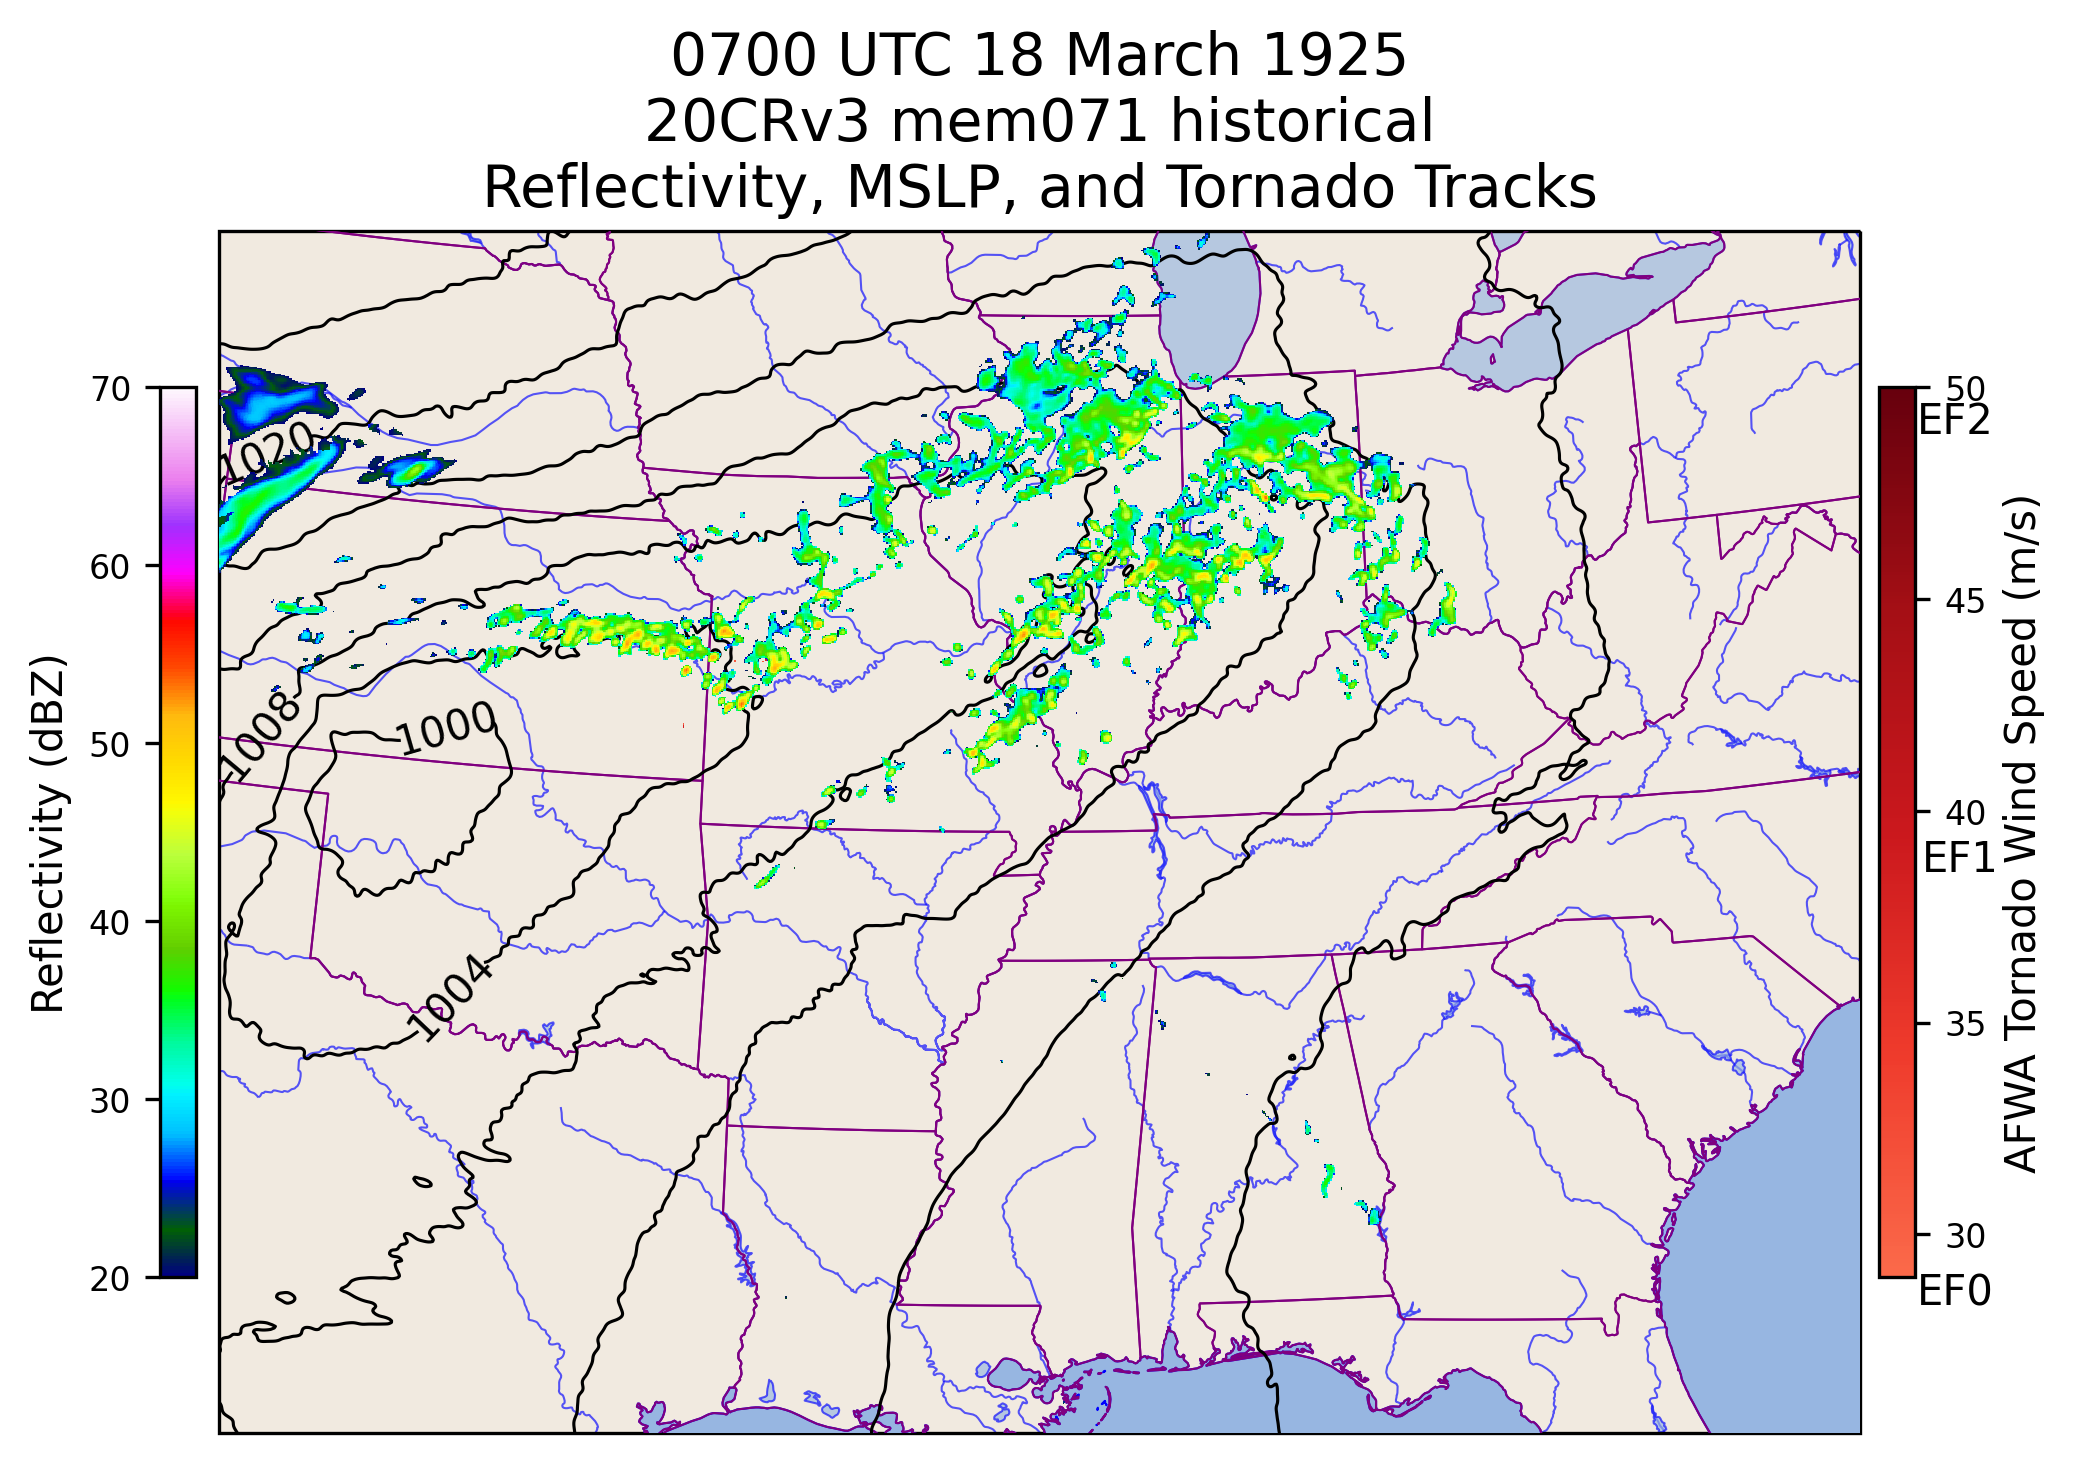 0700 UTC 18 March 1925
20CRv3 mem071 historical
Reflectivity, MSLP, and Tornado Tracks
Reflectivity (dBZ)
70
60
50
40
30
20
1020
1008
1000
1004
50
EF2
45
40
EF1
35
30
EF0
AFWA Tornado Wind Speed (m/s)